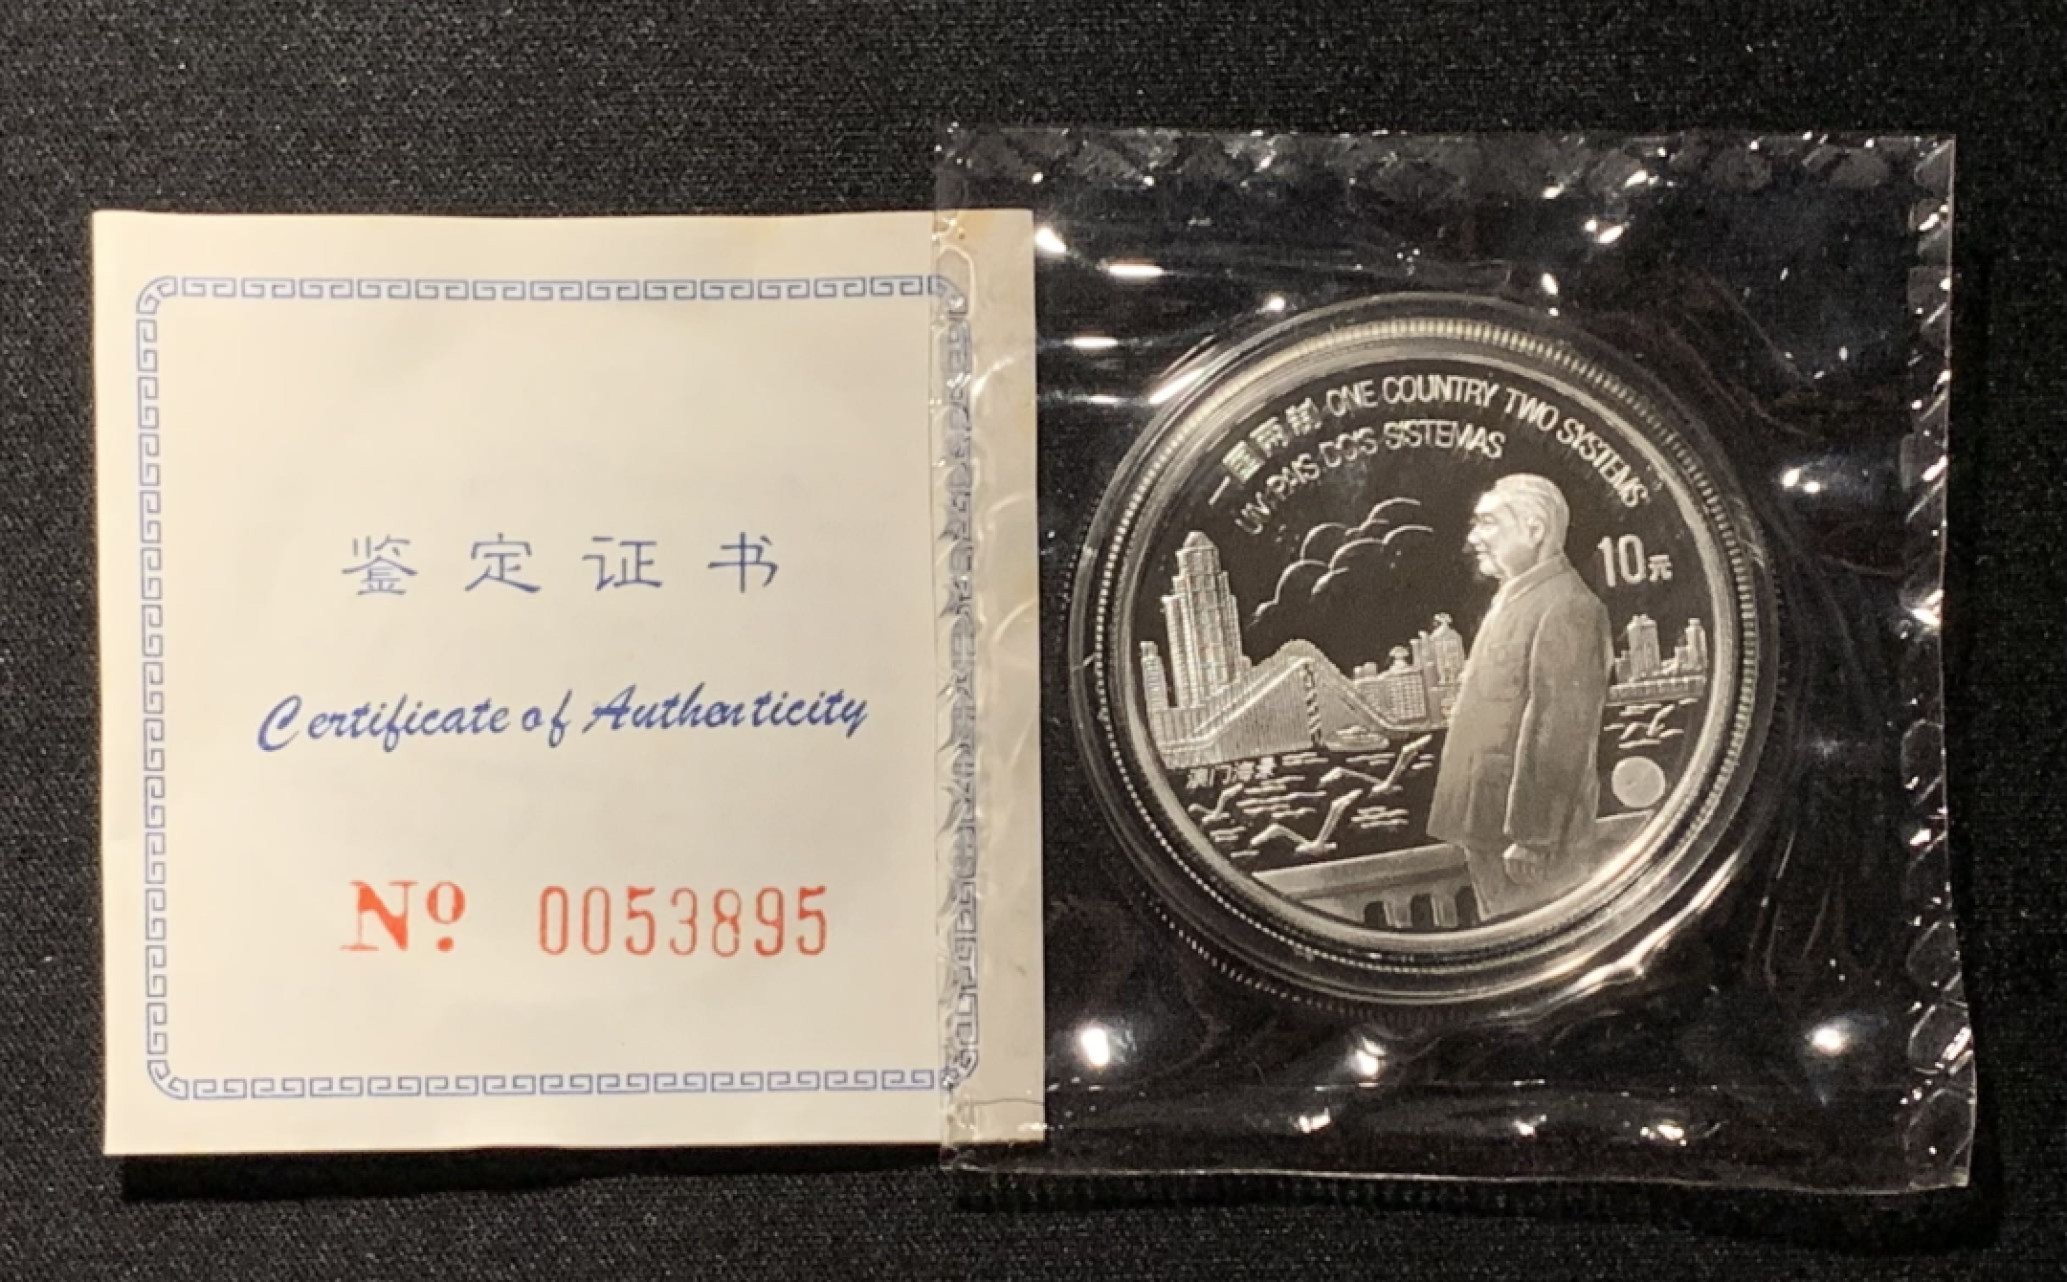 鉴定证书
Certificate of Authenticity
Nº 0053895
一国两制 ONE COUNTRY TWO SYSTEMS
UM PAIS DOIS SISTEMAS
10元
澳门海景